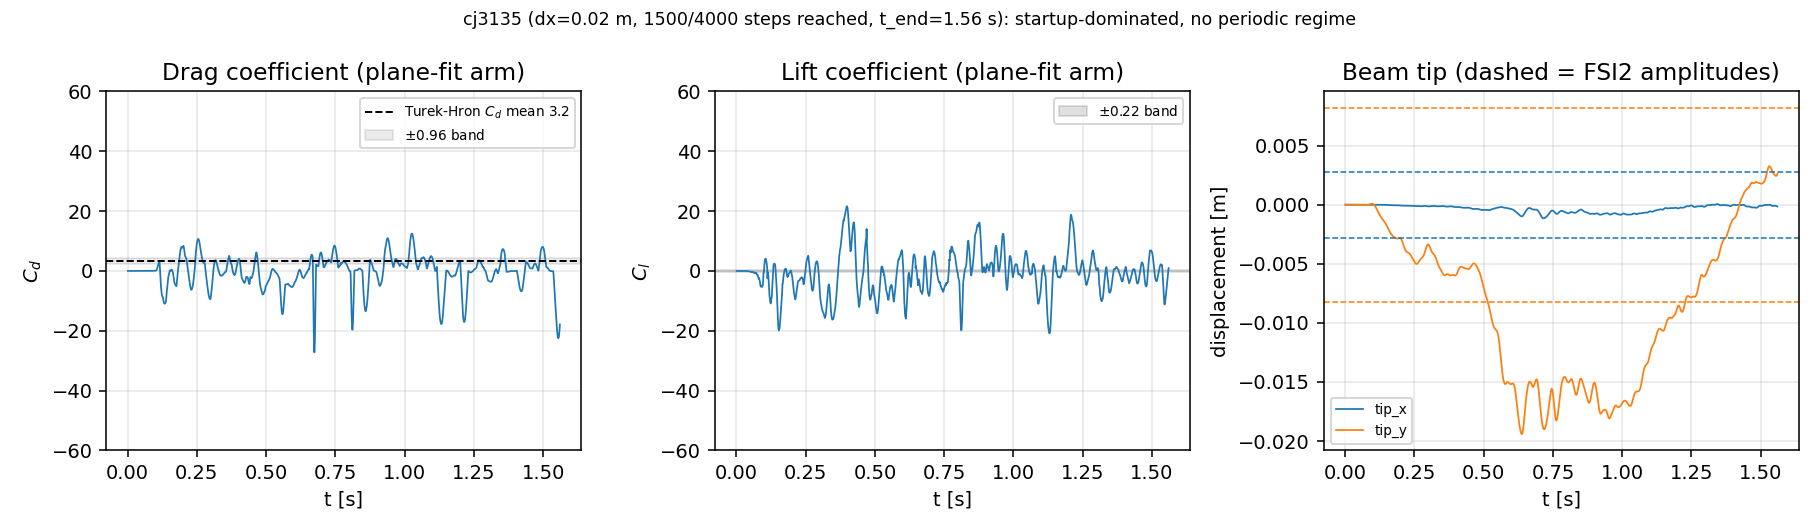 cj3135 (dx=0.02 m, 1500/4000 steps reached, t_end=1.56 s): startup-dominated, no periodic regime
Drag coefficient (plane-fit arm)
60
40
20
0
−20
−40
−60
C_d
Turek-Hron C_d mean 3.2
±0.96 band
0.00 0.25 0.50 0.75 1.00 1.25 1.50
t [s]
Lift coefficient (plane-fit arm)
60
40
20
0
−20
−40
−60
C_l
±0.22 band
0.00 0.25 0.50 0.75 1.00 1.25 1.50
t [s]
Beam tip (dashed = FSI2 amplitudes)
0.005
0.000
−0.005
−0.010
−0.015
−0.020
displacement [m]
tip_x
tip_y
0.00 0.25 0.50 0.75 1.00 1.25 1.50
t [s]